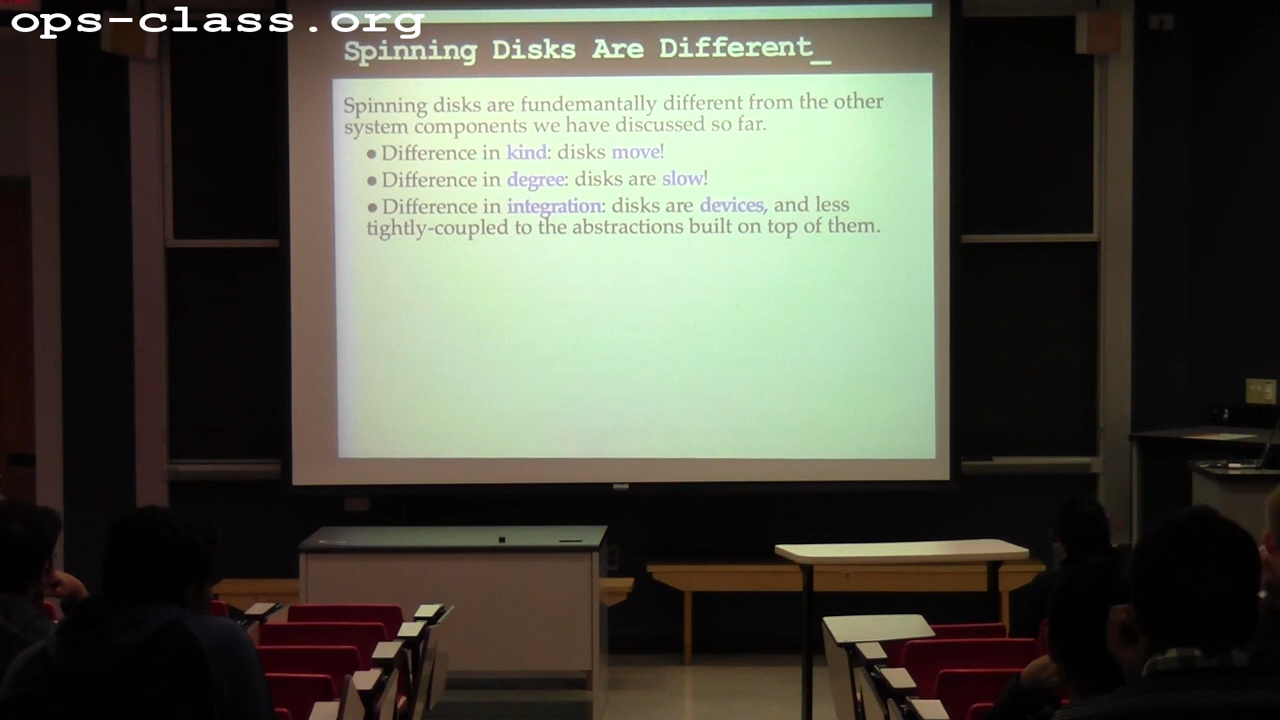 ops-class.org
Spinning Disks Are Different_
Spinning disks are fundemantally different from the other
system components we have discussed so far.
● Difference in kind: disks move!
● Difference in degree: disks are slow!
● Difference in integration: disks are devices, and less
tightly-coupled to the abstractions built on top of them.